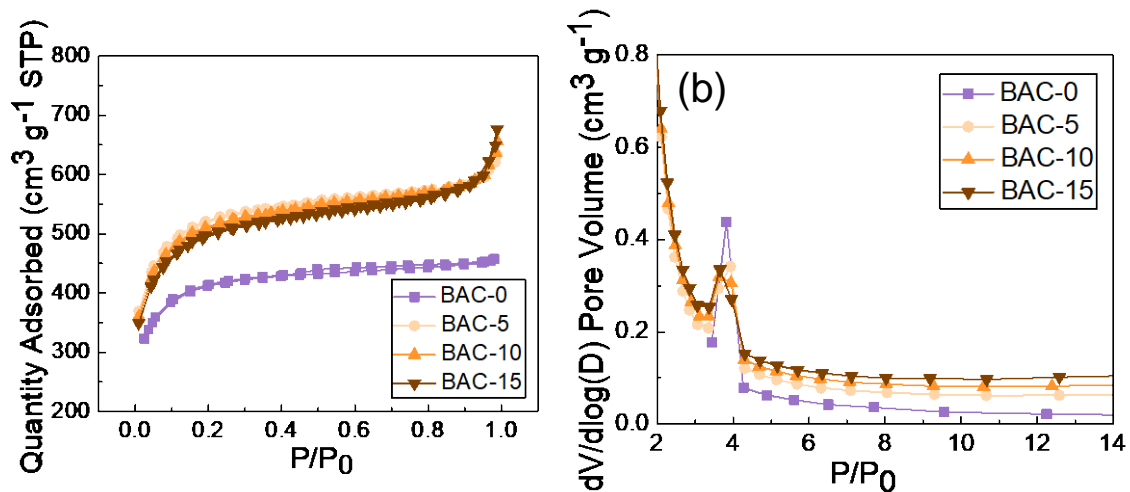 Quantity Adsorbed (cm³ g-1 STP)
800
700
600
500
400
300
200
0.0 0.2 0.4 0.6 0.8 1.0
P/P0
BAC-0
BAC-5
BAC-10
BAC-15
(b)
dV/dlog(D) Pore Volume (cm³ g-1)
0.8
0.6
0.4
0.2
0.0
2 4 6 8 10 12 14
P/P0
BAC-0
BAC-5
BAC-10
BAC-15